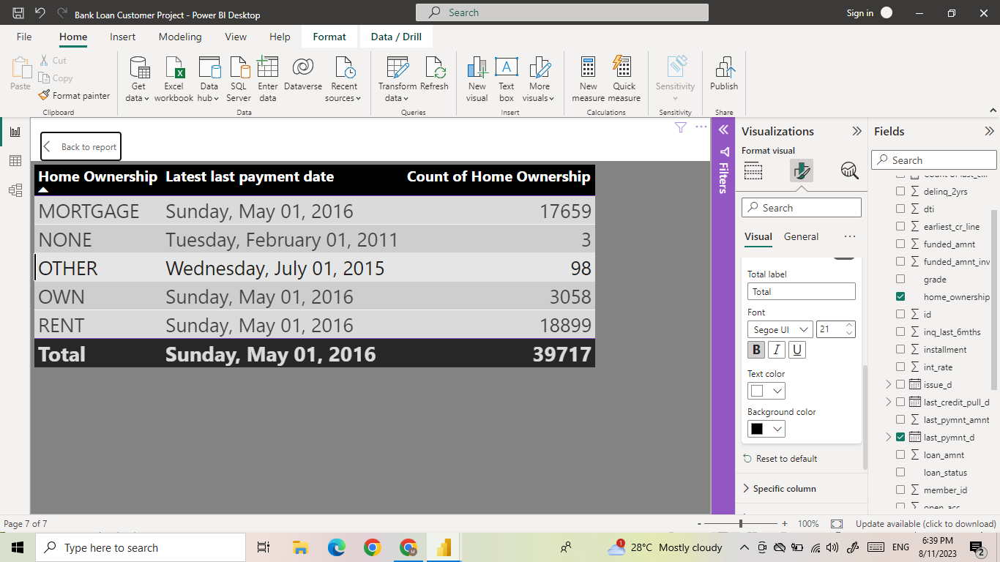 Bank Loan Customer Project - Power BI Desktop
Search
Sign in
File Home Insert Modeling View Help Format Data / Drill
Paste
Cut
Copy
Format painter
Clipboard
Get data
Excel workbook
Data hub
SQL Server
Enter data
Dataverse
Recent sources
Data
Transform data
Refresh
Queries
New visual
Text box
More visuals
Insert
New measure
Quick measure
Calculations
Sensitivity
Sensitivity
Publish
Share
Back to report
Home Ownership Latest last payment date Count of Home Ownership
MORTGAGE Sunday, May 01, 2016 17659
NONE Tuesday, February 01, 2011 3
OTHER Wednesday, July 01, 2015 98
OWN Sunday, May 01, 2016 3058
RENT Sunday, May 01, 2016 18899
Total Sunday, May 01, 2016 39717
Filters
Visualizations
Format visual
Search
Visual General
Total label
Total
Font
Segoe UI 21
B I U
Text color
Background color
Reset to default
Specific column
Fields
Search
delinq_2yrs
dti
earliest_cr_line
funded_amnt
funded_amnt_inv
grade
home_ownership
id
inq_last_6mths
installment
int_rate
issue_d
last_credit_pull_d
last_pymnt_amnt
last_pymnt_d
loan_amnt
loan_status
member_id
open_acc
Page 7 of 7
- + 100%
Update available (click to download)
Type here to search
1
28°C Mostly cloudy
ENG
6:39 PM
8/11/2023
2